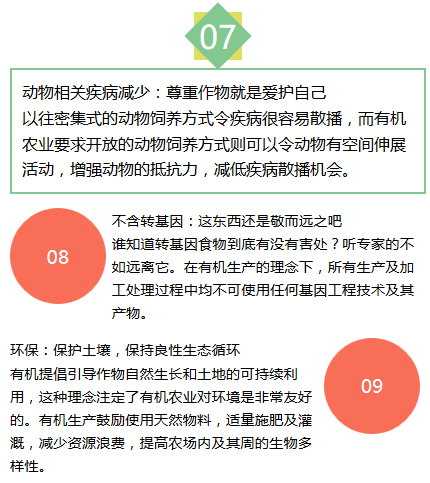 07
动物相关疾病减少：尊重作物就是爱护自己
以往密集式的动物饲养方式令疾病很容易散播，而有机
农业要求开放的动物饲养方式则可以令动物有空间伸展
活动，增强动物的抵抗力，减低疾病散播机会。
08
不含转基因：这东西还是敬而远之吧
谁知道转基因食物到底有没有害处？听专家的不
如远离它。在有机生产的理念下，所有生产及加
工处理过程中均不可使用任何基因工程技术及其
产物。
环保：保护土壤，保持良性生态循环
有机提倡引导作物自然生长和土地的可持续利
用，这种理念注定了有机农业对环境是非常友好
的。有机生产鼓励使用天然物料，适量施肥及灌
溉，减少资源浪费，提高农场内及其周的生物多
样性。
09